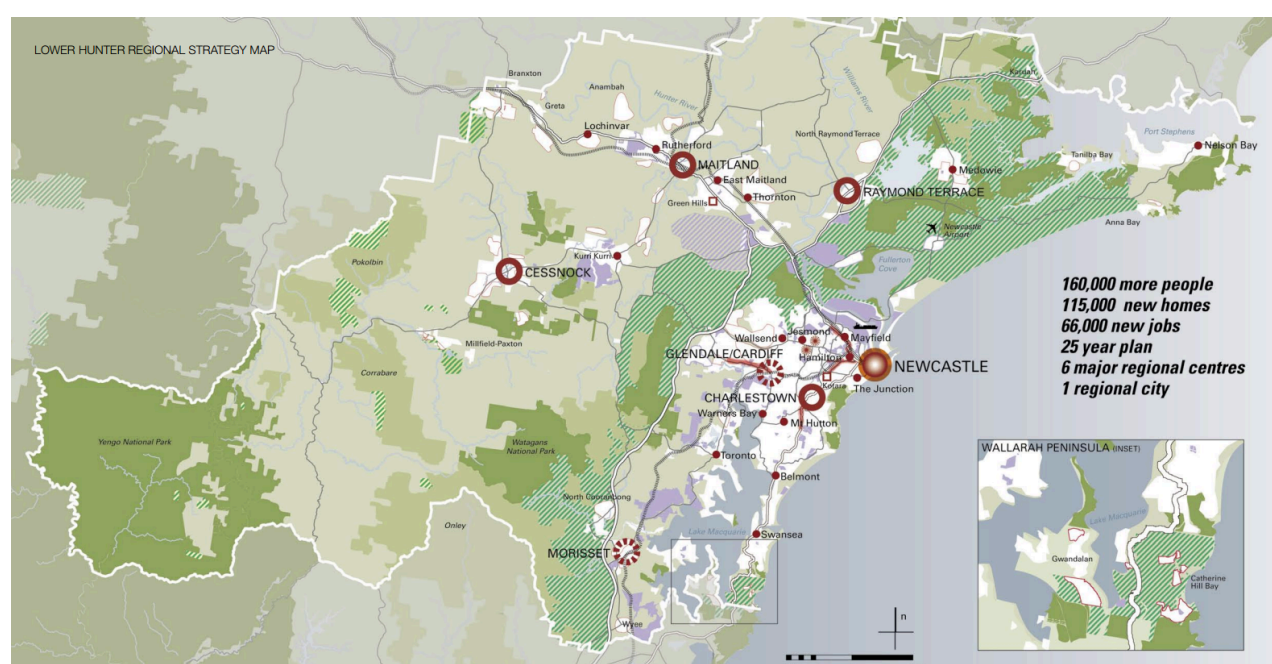 LOWER HUNTER REGIONAL STRATEGY MAP
Branxton
Greta
Anambah
Hunter River
Williams River
Karuah
Lochinvar
Rutherford
MAITLAND
East Maitland
Green Hills
Thornton
North Raymond Terrace
RAYMOND TERRACE
Medowie
Tanilba Bay
Port Stephens
Nelson Bay
Anna Bay
Newcastle
Airport
Fullerton
Cove
Pokolbin
CESSNOCK
Kurri Kurri
Millfield-Paxton
Corrabare
Yengo National Park
Watagans
National Park
Wallsend
Jesmond
Mayfield
GLENDALE/CARDIFF
Hamilton
NEWCASTLE
Kotara
The Junction
CHARLESTOWN
Warners Bay
Mt Hutton
Toronto
Belmont
North Cooranbong
Onley
MORISSET
Lake Macquarie
Swansea
Wyee
160,000 more people
115,000 new homes
66,000 new jobs
25 year plan
6 major regional centres
1 regional city
WALLARAH PENINSULA (INSET)
Lake Macquarie
Gwandalan
Catherine
Hill Bay
n